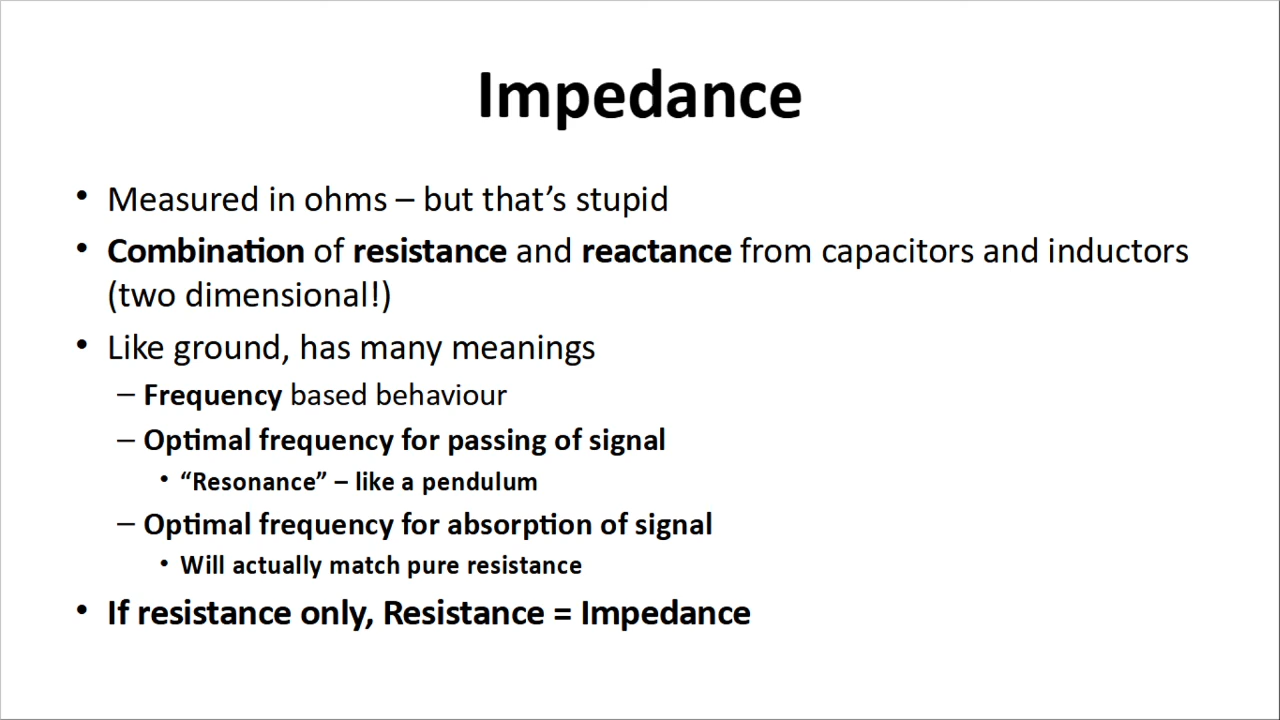 Impedance
• Measured in ohms – but that’s stupid
• Combination of resistance and reactance from capacitors and inductors
(two dimensional!)
• Like ground, has many meanings
– Frequency based behaviour
– Optimal frequency for passing of signal
• “Resonance” – like a pendulum
– Optimal frequency for absorption of signal
• Will actually match pure resistance
• If resistance only, Resistance = Impedance